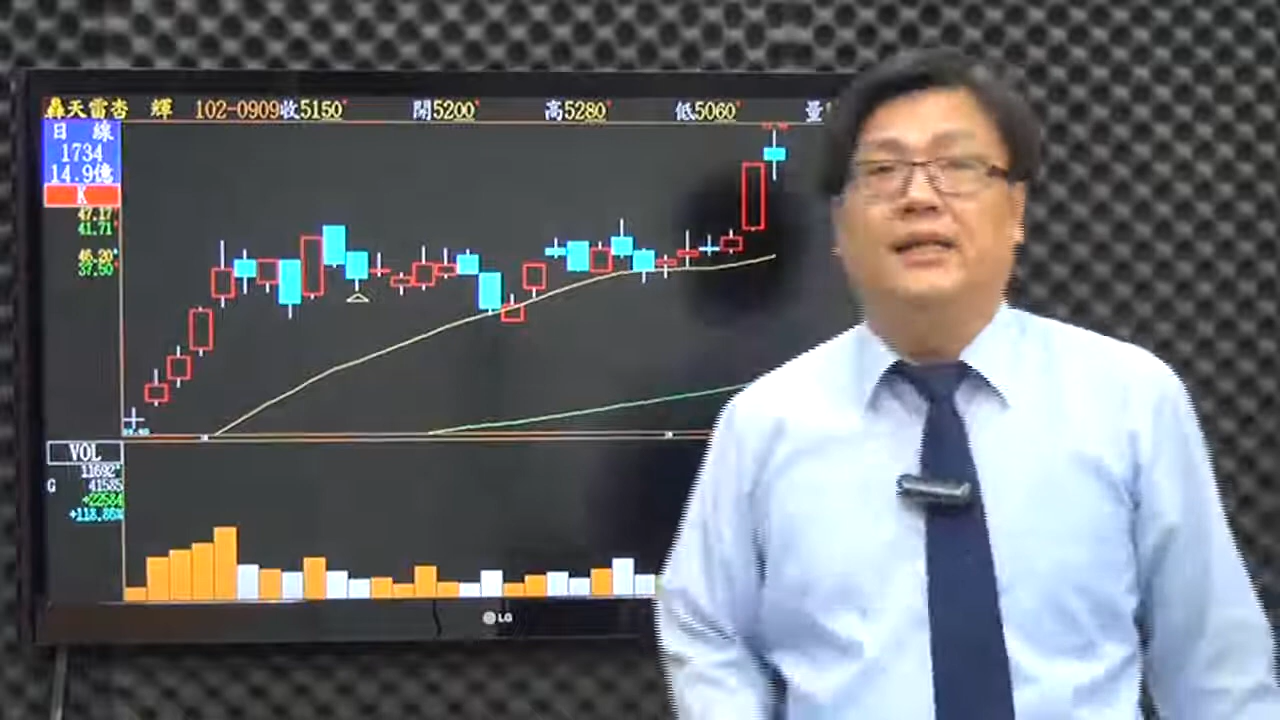 轟天雷杏 輝 102-0909收5150 開5200 高5280 低5060 量
日 線
1734
14.9億
K
47.17
41.71
46.20
37.50
VOL
11692
G 41585
+22584
+118.86%
LG